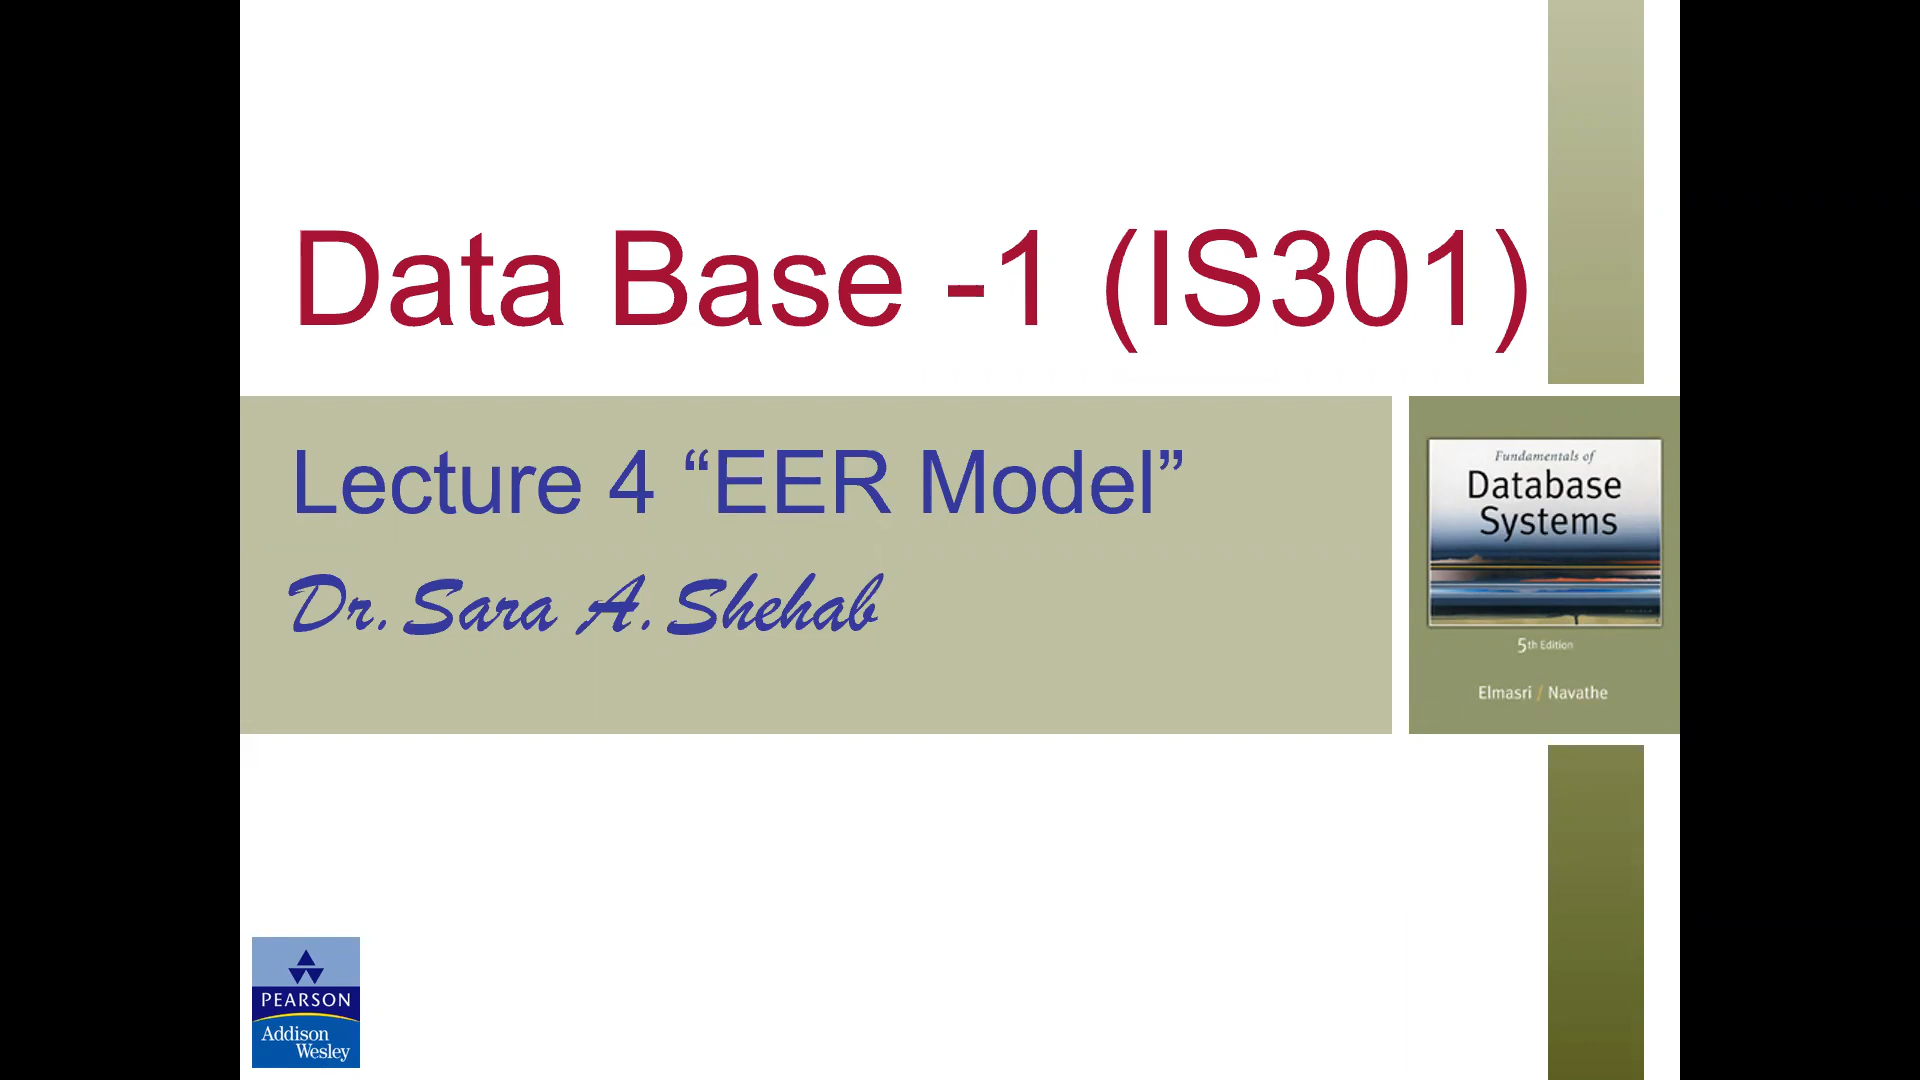 Data Base -1 (IS301)
Lecture 4 “EER Model”
Dr. Sara A. Shehab
Fundamentals of
Database
Systems
5th Edition
Elmasri / Navathe
PEARSON
Addison
Wesley